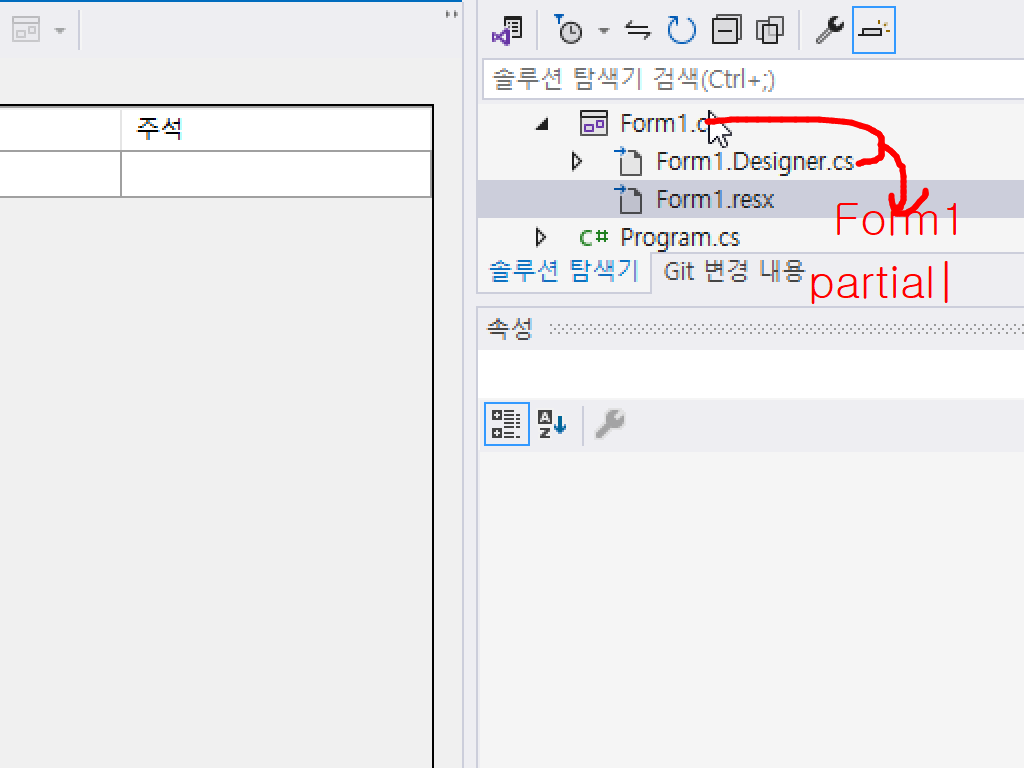 주석
솔루션 탐색기 검색(Ctrl+;)
Form1.cs
Form1.Designer.cs
Form1.resx
Form1
C# Program.cs
솔루션 탐색기
Git 변경 내용
partial
속성